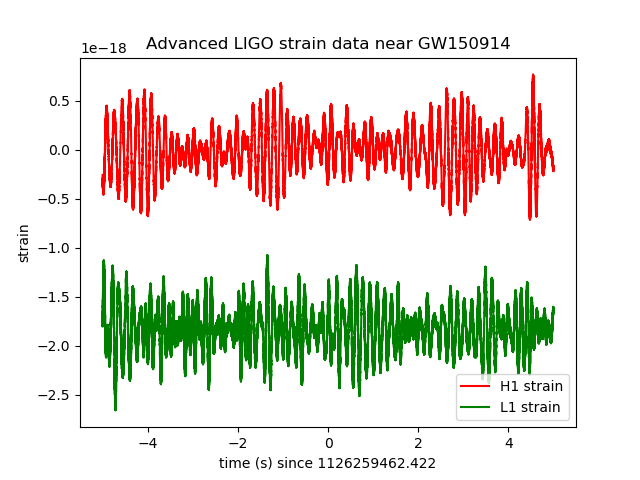 Advanced LIGO strain data near GW150914
1e−18
0.5
0.0
−0.5
−1.0
−1.5
−2.0
−2.5
strain
−4
−2
0
2
4
time (s) since 1126259462.422
H1 strain
L1 strain